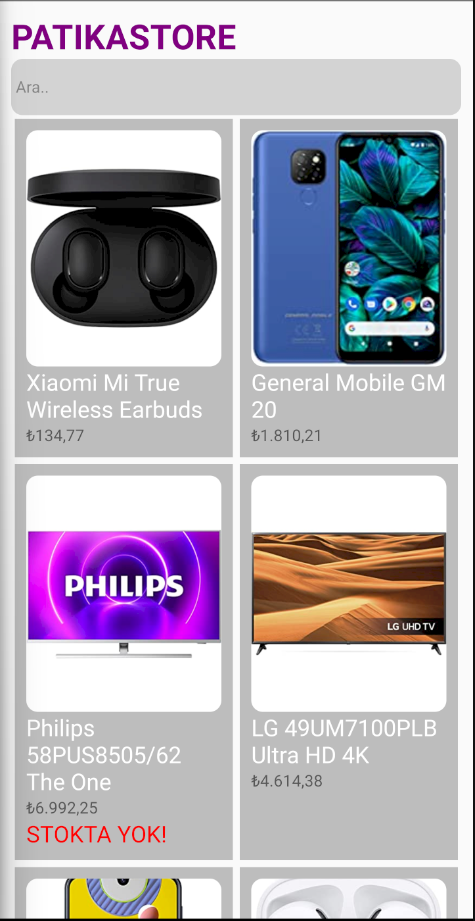 PATIKASTORE
Ara..
Xiaomi Mi True
Wireless Earbuds
₺134,77
General Mobile GM
20
₺1.810,21
PHILIPS
Philips
58PUS8505/62
The One
₺6.992,25
STOKTA YOK!
LG UHD TV
LG 49UM7100PLB
Ultra HD 4K
₺4.614,38